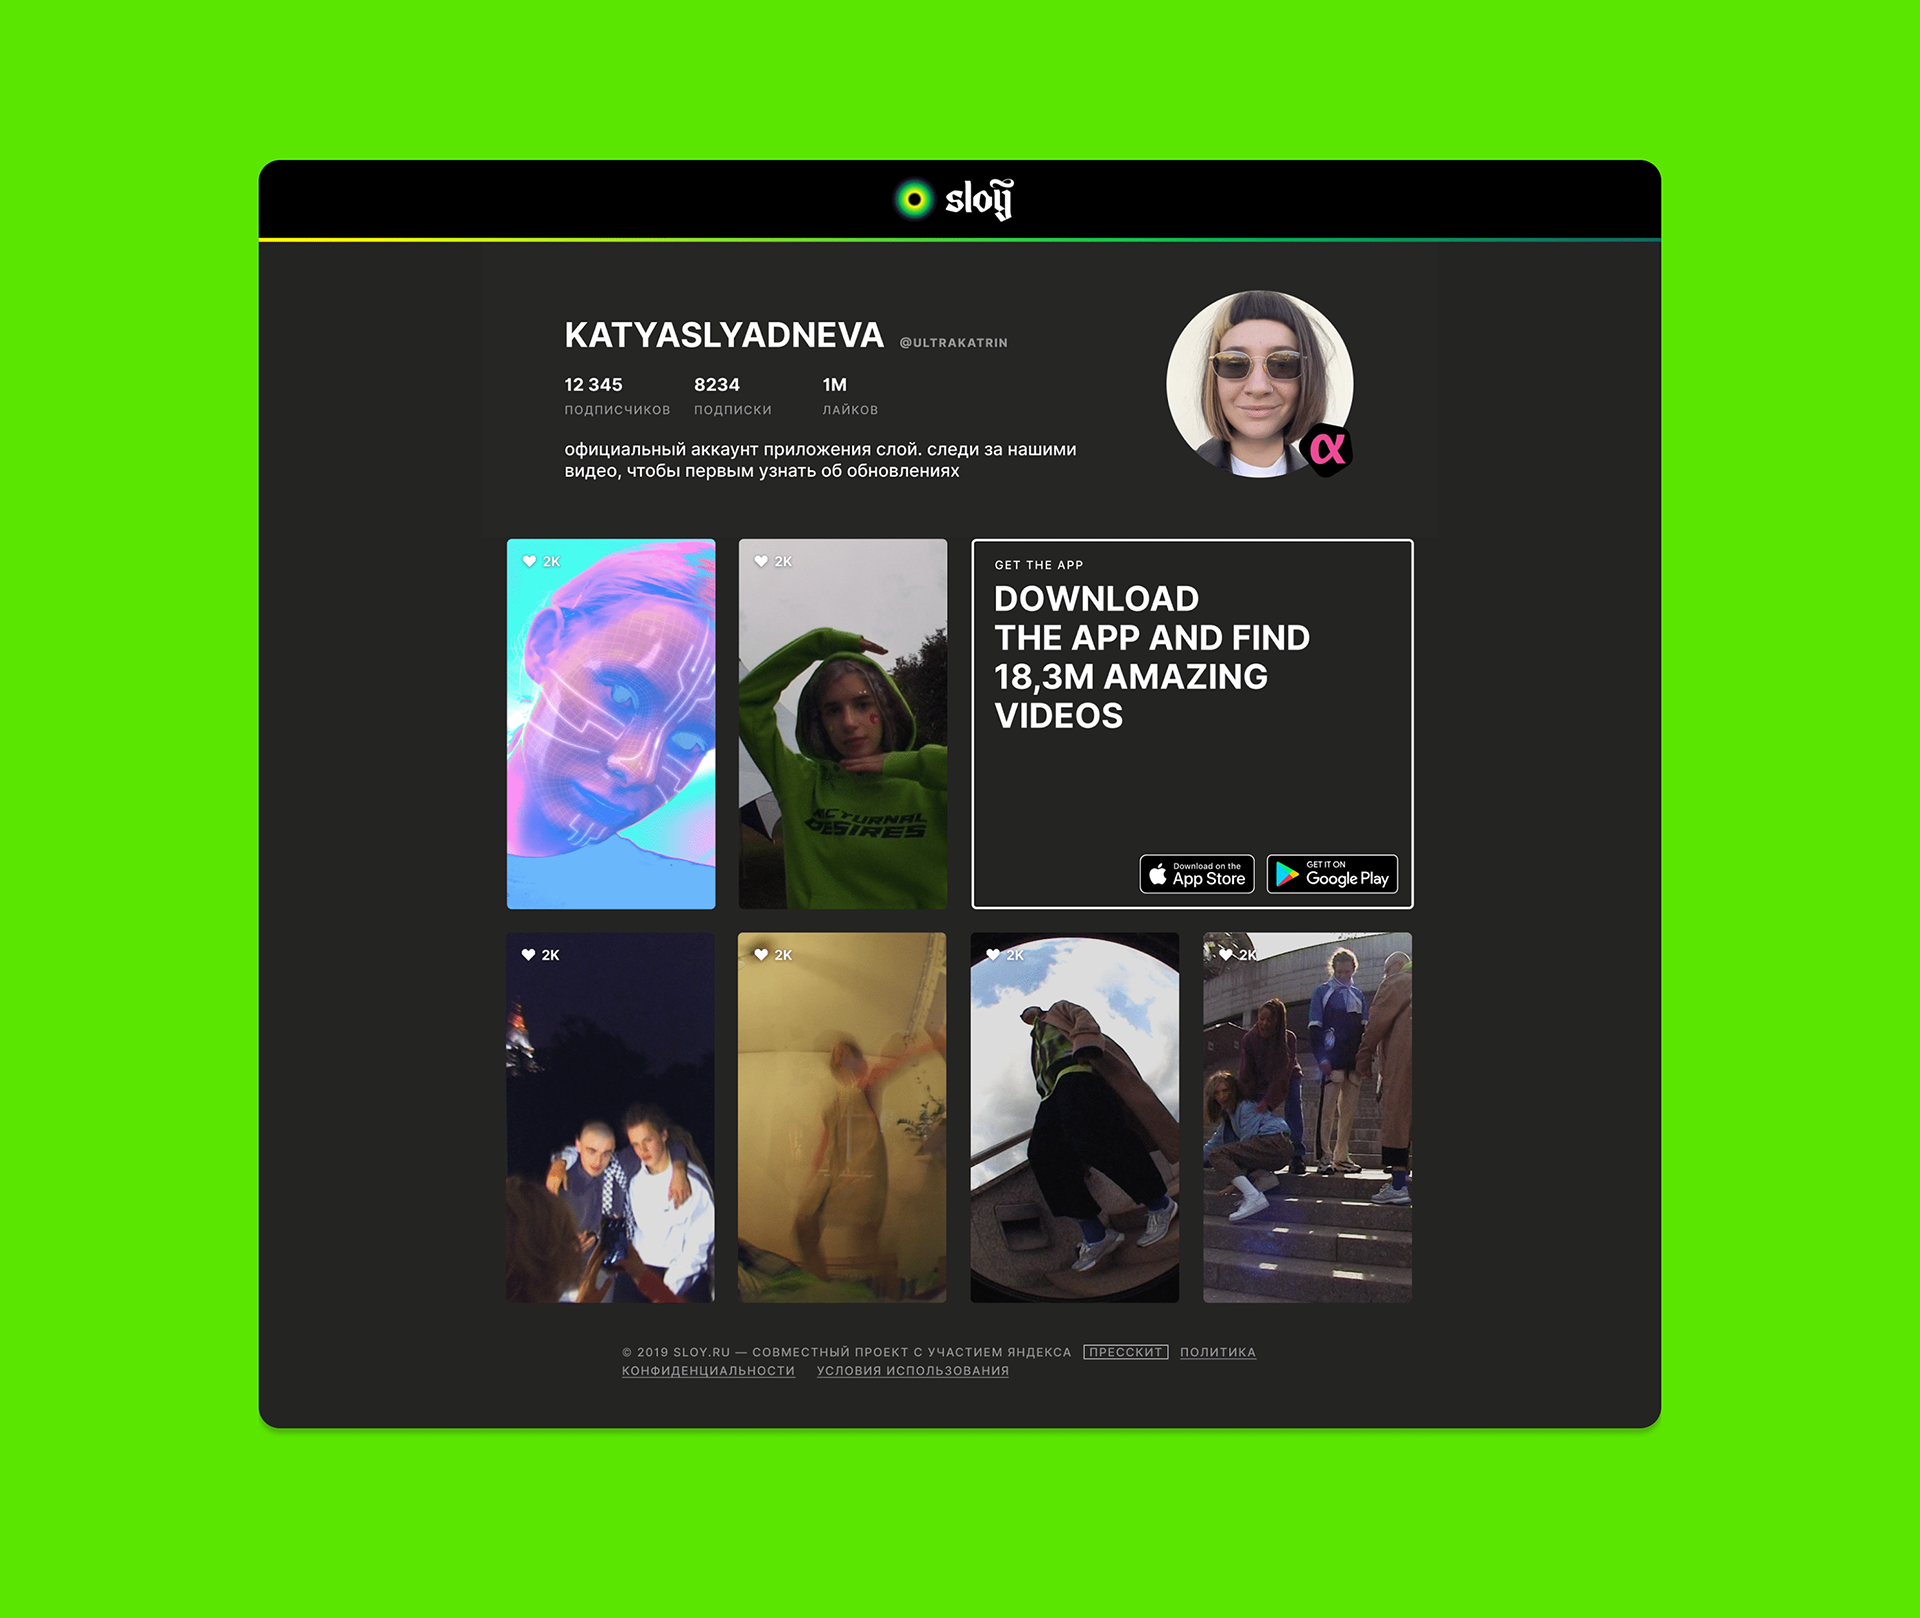 sloy
KATYASLYADNEVA @ULTRAKATRIN
12 345 8234 1M
ПОДПИСЧИКОВ ПОДПИСКИ ЛАЙКОВ
официальный аккаунт приложения слой. следи за нашими
видео, чтобы первым узнать об обновлениях
α
2K 2K
GET THE APP
DOWNLOAD
THE APP AND FIND
18,3M AMAZING
VIDEOS
DESIRES
Download on the
App Store
GET IT ON
Google Play
2K 2K 2K 2K
© 2019 SLOY.RU — СОВМЕСТНЫЙ ПРОЕКТ С УЧАСТИЕМ ЯНДЕКСА ПРЕССКИТ ПОЛИТИКА
КОНФИДЕНЦИАЛЬНОСТИ УСЛОВИЯ ИСПОЛЬЗОВАНИЯ